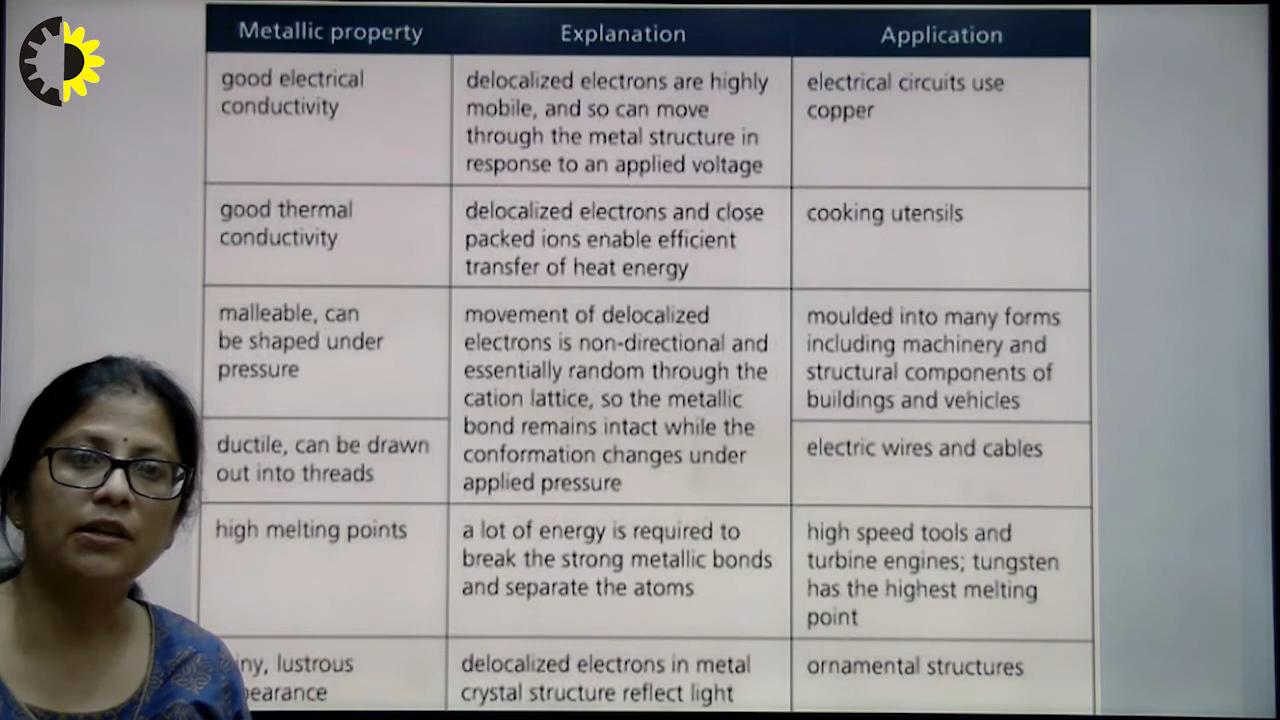 Metallic property
Explanation
Application
good electrical
conductivity
delocalized electrons are highly
mobile, and so can move
through the metal structure in
response to an applied voltage
electrical circuits use
copper
good thermal
conductivity
delocalized electrons and close
packed ions enable efficient
transfer of heat energy
cooking utensils
malleable, can
be shaped under
pressure
movement of delocalized
electrons is non-directional and
essentially random through the
cation lattice, so the metallic
bond remains intact while the
conformation changes under
applied pressure
moulded into many forms
including machinery and
structural components of
buildings and vehicles
ductile, can be drawn
out into threads
electric wires and cables
high melting points
a lot of energy is required to
break the strong metallic bonds
and separate the atoms
high speed tools and
turbine engines; tungsten
has the highest melting
point
iny, lustrous
pearance
delocalized electrons in metal
crystal structure reflect light
ornamental structures